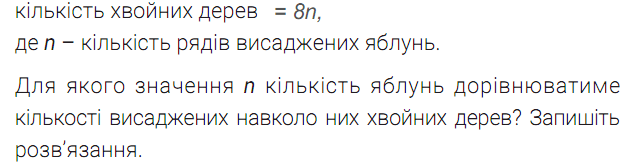 кількість хвойних дерев = 8n,
де n – кількість рядів висаджених яблунь.
Для якого значення n кількість яблунь дорівнюватиме
кількості висаджених навколо них хвойних дерев? Запишіть
розв’язання.